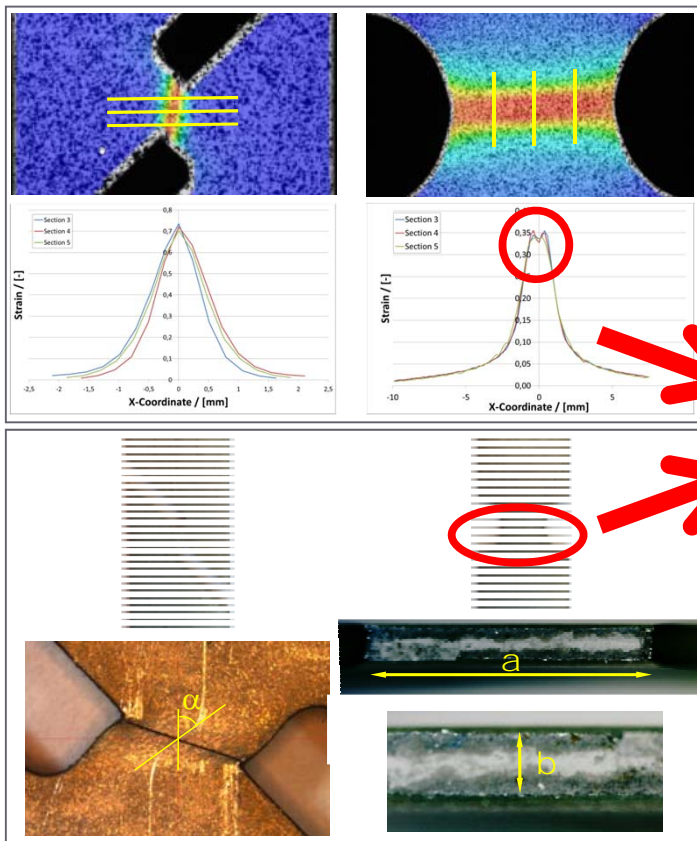 0,8
0,7
0,6
0,5
0,4
0,3
0,2
0,1
0
Section 3
Section 4
Section 5
Strain / [-]
-2,5 -2 -1,5 -1 -0,5 0 0,5 1 1,5 2 2,5
X-Coordinate / [mm]
0,35
0,30
0,25
0,20
0,15
0,10
0,05
0,00
Section 3
Section 4
Section 5
Strain / [-]
-10 -5 0 5
X-Coordinate / [mm]
a
α
b